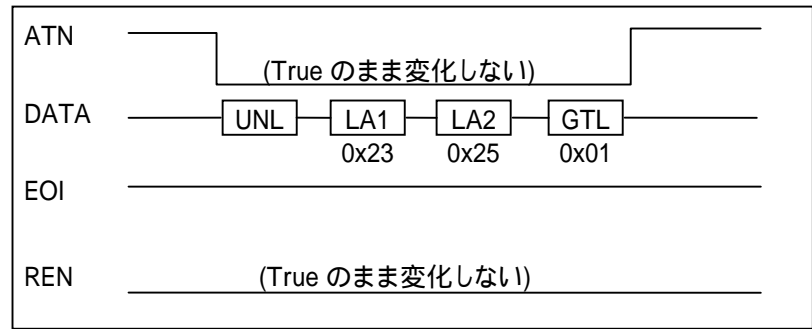 ATN
(True のまま変化しない)
DATA UNL LA1 LA2 GTL
0x23 0x25 0x01
EOI
REN (True のまま変化しない)